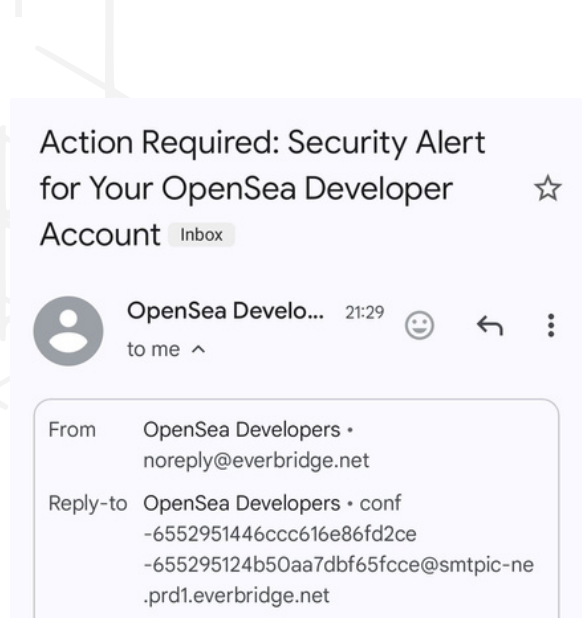 Action Required: Security Alert
for Your OpenSea Developer
Account Inbox
OpenSea Develo... 21:29
to me
From OpenSea Developers •
noreply@everbridge.net
Reply-to OpenSea Developers • conf
-6552951446ccc616e86fd2ce
-655295124b50aa7dbf65fcce@smtpic-ne
.prd1.everbridge.net